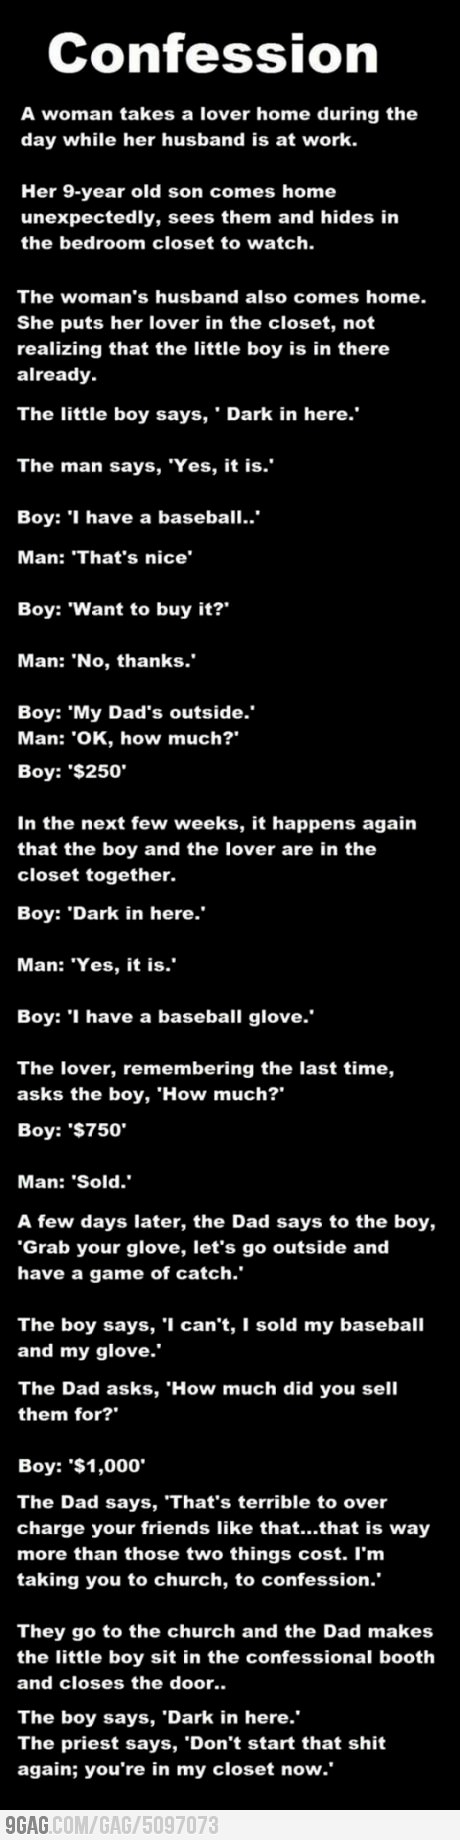 Confession
A woman takes a lover home during the
day while her husband is at work.
Her 9-year old son comes home
unexpectedly, sees them and hides in
the bedroom closet to watch.
The woman's husband also comes home.
She puts her lover in the closet, not
realizing that the little boy is in there
already.
The little boy says, ' Dark in here.'
The man says, 'Yes, it is.'
Boy: 'I have a baseball..'
Man: 'That's nice'
Boy: 'Want to buy it?'
Man: 'No, thanks.'
Boy: 'My Dad's outside.'
Man: 'OK, how much?'
Boy: '$250'
In the next few weeks, it happens again
that the boy and the lover are in the
closet together.
Boy: 'Dark in here.'
Man: 'Yes, it is.'
Boy: 'I have a baseball glove.'
The lover, remembering the last time,
asks the boy, 'How much?'
Boy: '$750'
Man: 'Sold.'
A few days later, the Dad says to the boy,
'Grab your glove, let's go outside and
have a game of catch.'
The boy says, 'I can't, I sold my baseball
and my glove.'
The Dad asks, 'How much did you sell
them for?'
Boy: '$1,000'
The Dad says, 'That's terrible to over
charge your friends like that...that is way
more than those two things cost. I'm
taking you to church, to confession.'
They go to the church and the Dad makes
the little boy sit in the confessional booth
and closes the door..
The boy says, 'Dark in here.'
The priest says, 'Don't start that shit
again; you're in my closet now.'
9GAG.COM/GAG/5097073